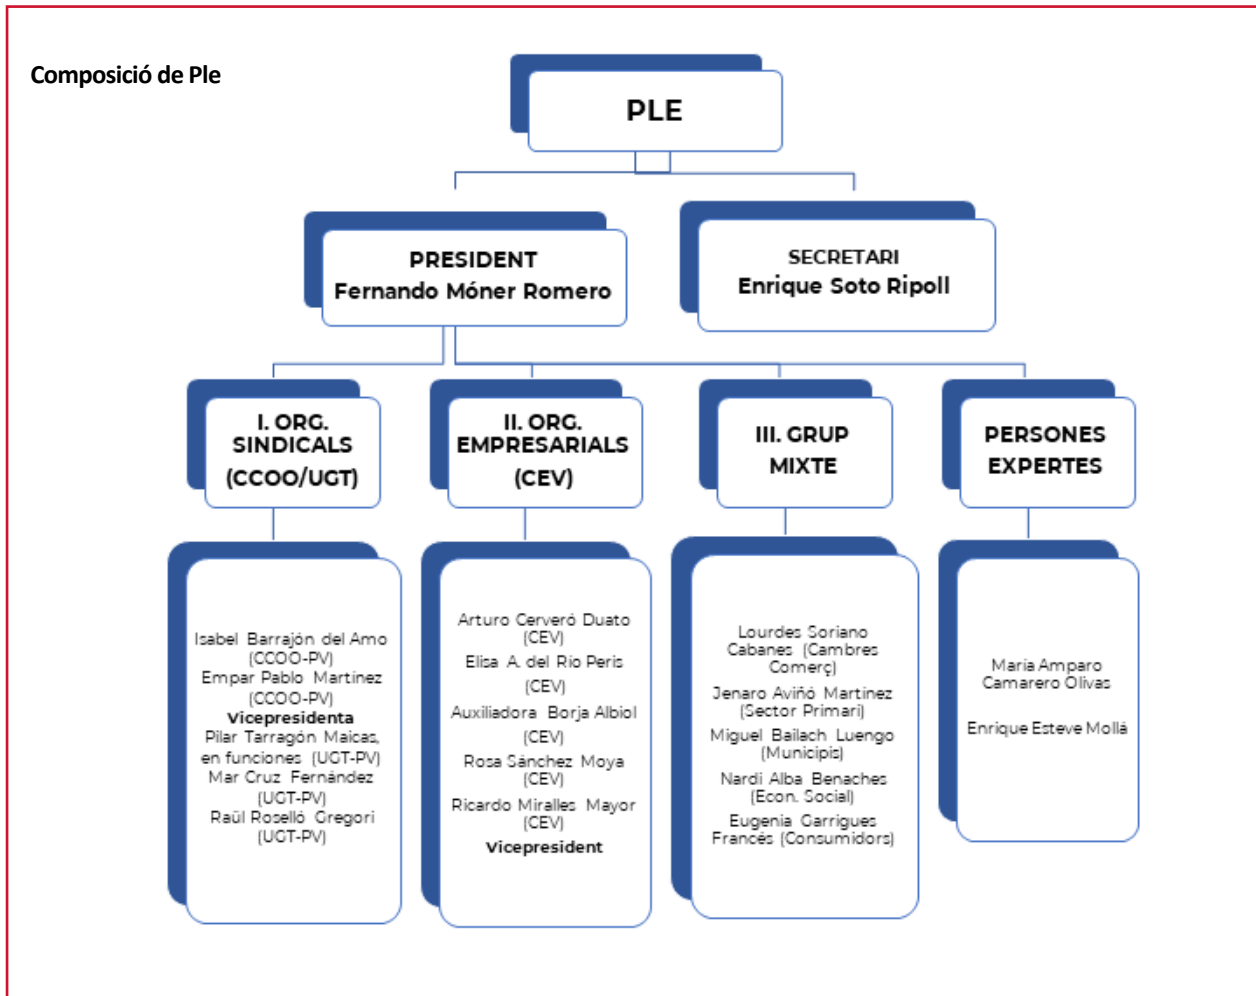 Composició de Ple
PLE
PRESIDENT
Fernando Móner Romero
SECRETARI
Enrique Soto Ripoll
I. ORG.
SINDICALS
(CCOO/UGT)
II. ORG.
EMPRESARIALS
(CEV)
III. GRUP
MIXTE
PERSONES
EXPERTES
Isabel Barrajón del Amo
(CCOO-PV)
Empar Pablo Martínez
(CCOO-PV)
Vicepresidenta
Pilar Tarragón Maicas,
en funciones (UGT-PV)
Mar Cruz Fernández
(UGT-PV)
Raül Roselló Gregori
(UGT-PV)
Arturo Cerveró Duato
(CEV)
Elisa A. del Río Peris
(CEV)
Auxiliadora Borja Albiol
(CEV)
Rosa Sánchez Moya
(CEV)
Ricardo Miralles Mayor
(CEV)
Vicepresident
Lourdes Soriano
Cabanes (Cambres
Comerç)
Jenaro Aviñó Martínez
(Sector Primari)
Miguel Bailach Luengo
(Municipis)
Nardi Alba Benaches
(Econ. Social)
Eugenia Garrigues
Francés (Consumidors)
María Amparo
Camarero Olivas
Enrique Esteve Mollá